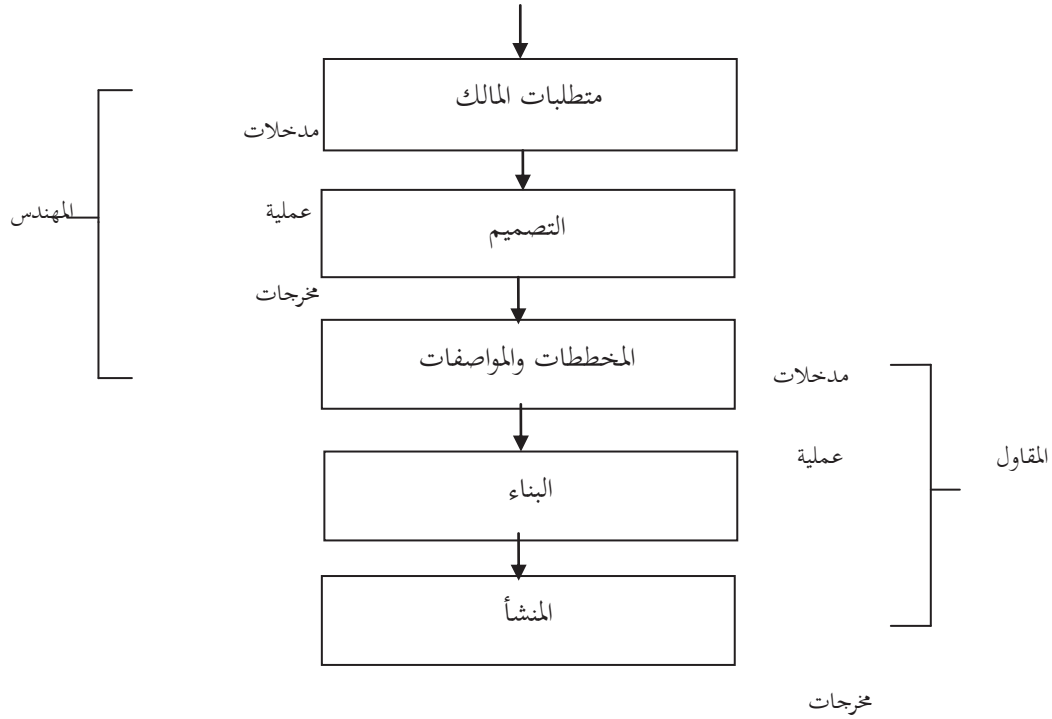 متطلبات المالك
مدخلات
التصميم
عملية
المهندس
مخرجات
المخططات والمواصفات
مدخلات
البناء
عملية
المقاول
المنشأ
مخرجات